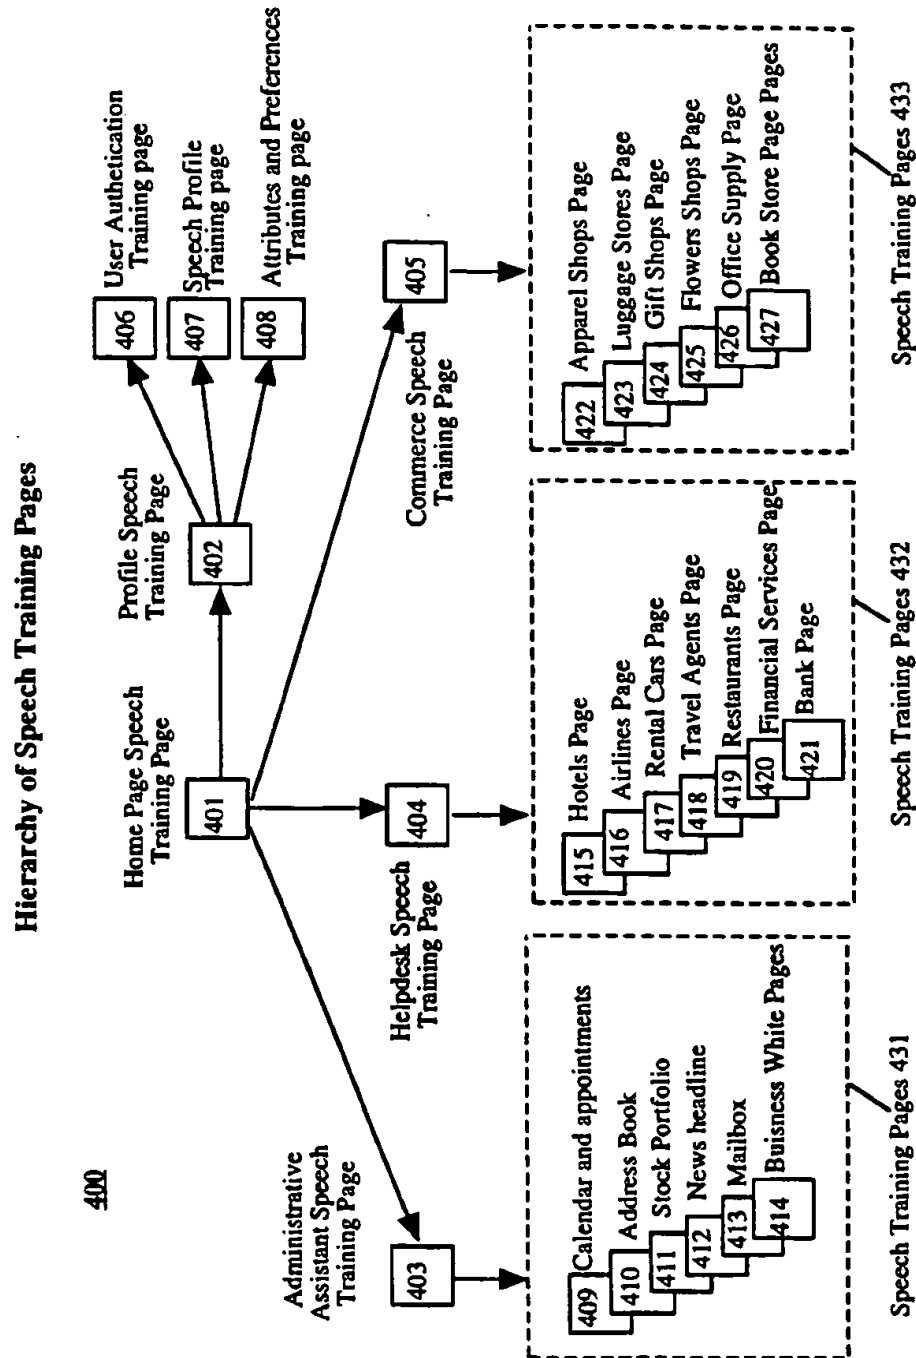 Hierarchy of Speech Training Pages
400
Home Page Speech
Training Page
401
Profile Speech
Training Page
402
406
User Authetication
Training page
407
Speech Profile
Training page
408
Attributes and Preferences
Training page
Administrative
Assistant Speech
Training Page
403
Helpdesk Speech
Training Page
404
Commerce Speech
Training Page
405
409 Calendar and appointments
410 Address Book
411 Stock Portfolio
412 News headline
413 Mailbox
414 Buisness White Pages
Speech Training Pages 431
415 Hotels Page
416 Airlines Page
417 Rental Cars Page
418 Travel Agents Page
419 Restaurants Page
420 Financial Services Page
421 Bank Page
Speech Training Pages 432
422 Apparel Shops Page
423 Luggage Stores Page
424 Gift Shops Page
425 Flowers Shops Page
426 Office Supply Page
427 Book Store Page Pages
Speech Training Pages 433